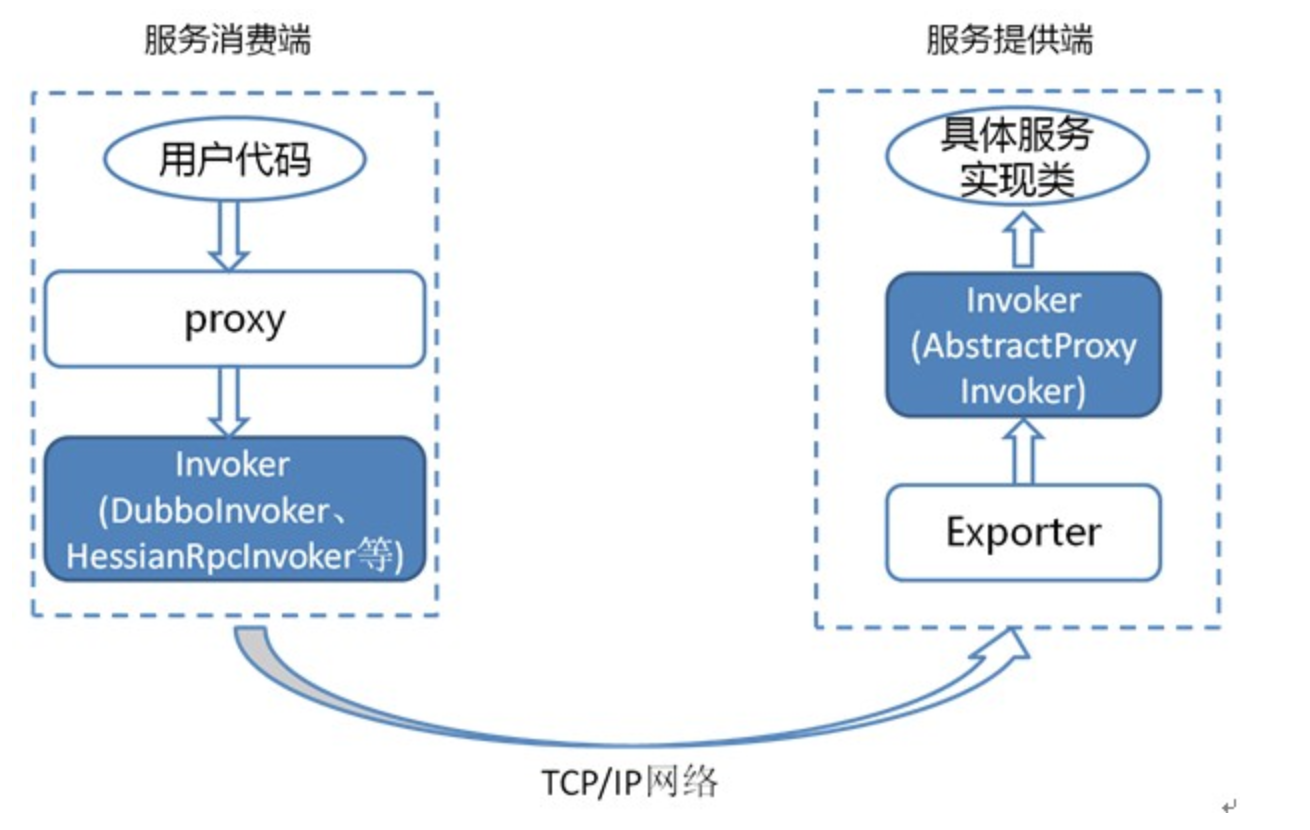 服务消费端
用户代码
proxy
Invoker
(DubboInvoker、
HessianRpcInvoker等)
服务提供端
具体服务
实现类
Invoker
(AbstractProxy
Invoker)
Exporter
TCP/IP网络